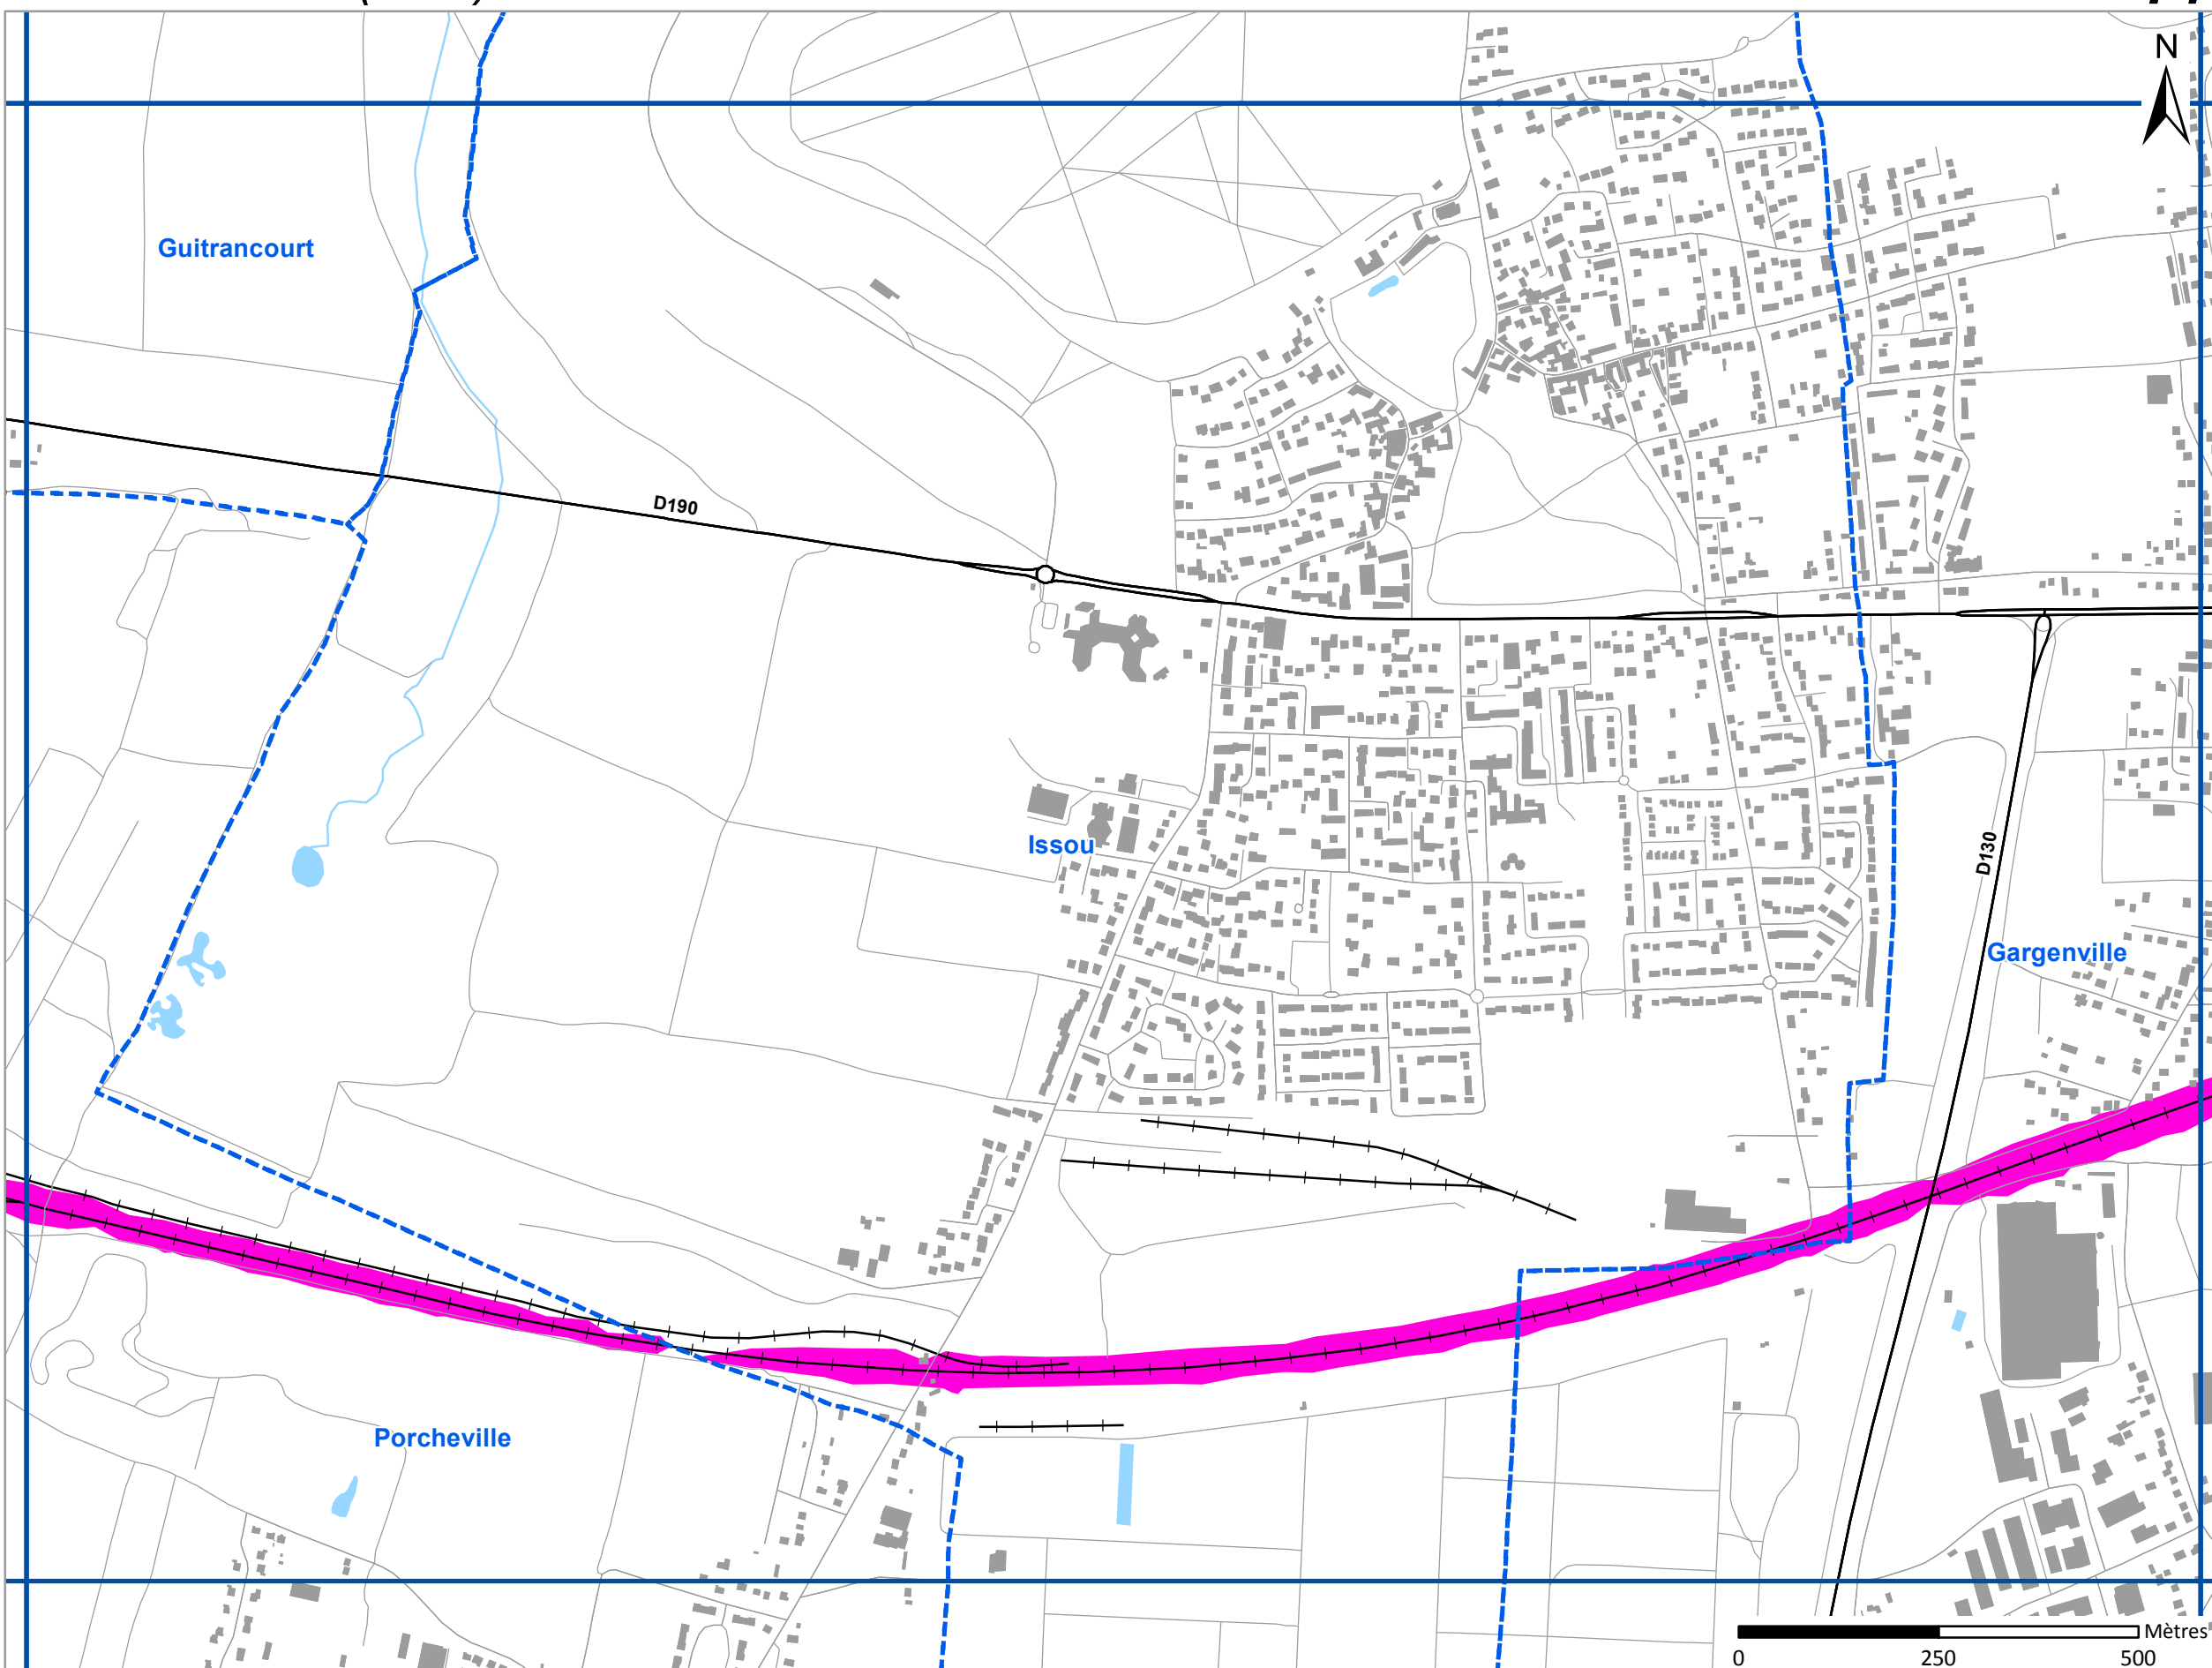 N
Guitrancourt
D190
Issou
D130
Gargenville
Porcheville
Mètres
0 250 500